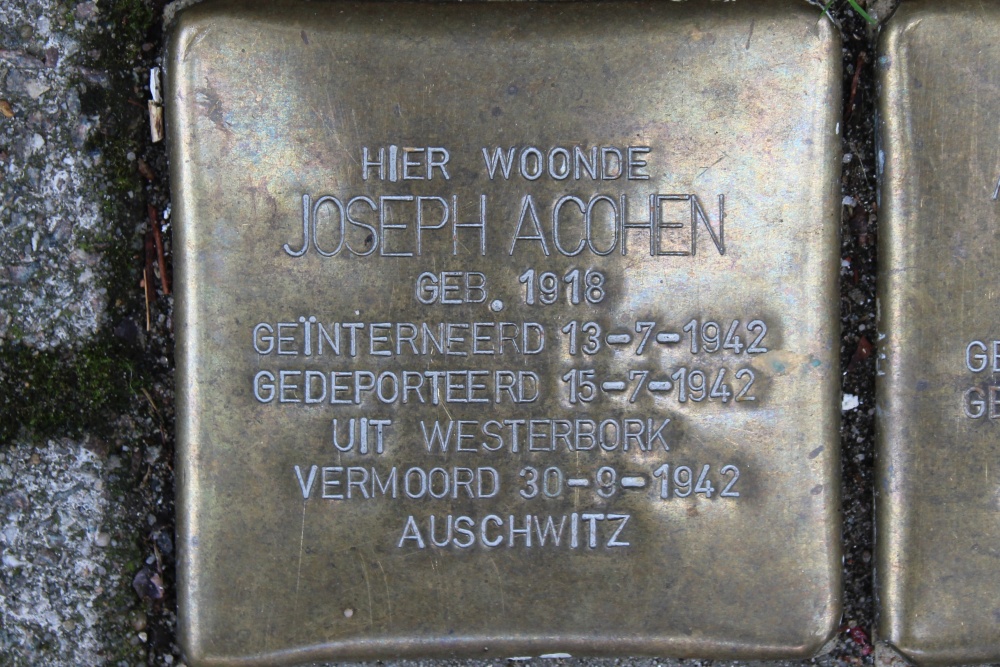 HIER WOONDE
JOSEPH ACOHEN
GEB. 1918
GEÏNTERNEERD 13-7-1942
GEDEPORTEERD 15-7-1942
UIT WESTERBORK
VERMOORD 30-9-1942
AUSCHWITZ